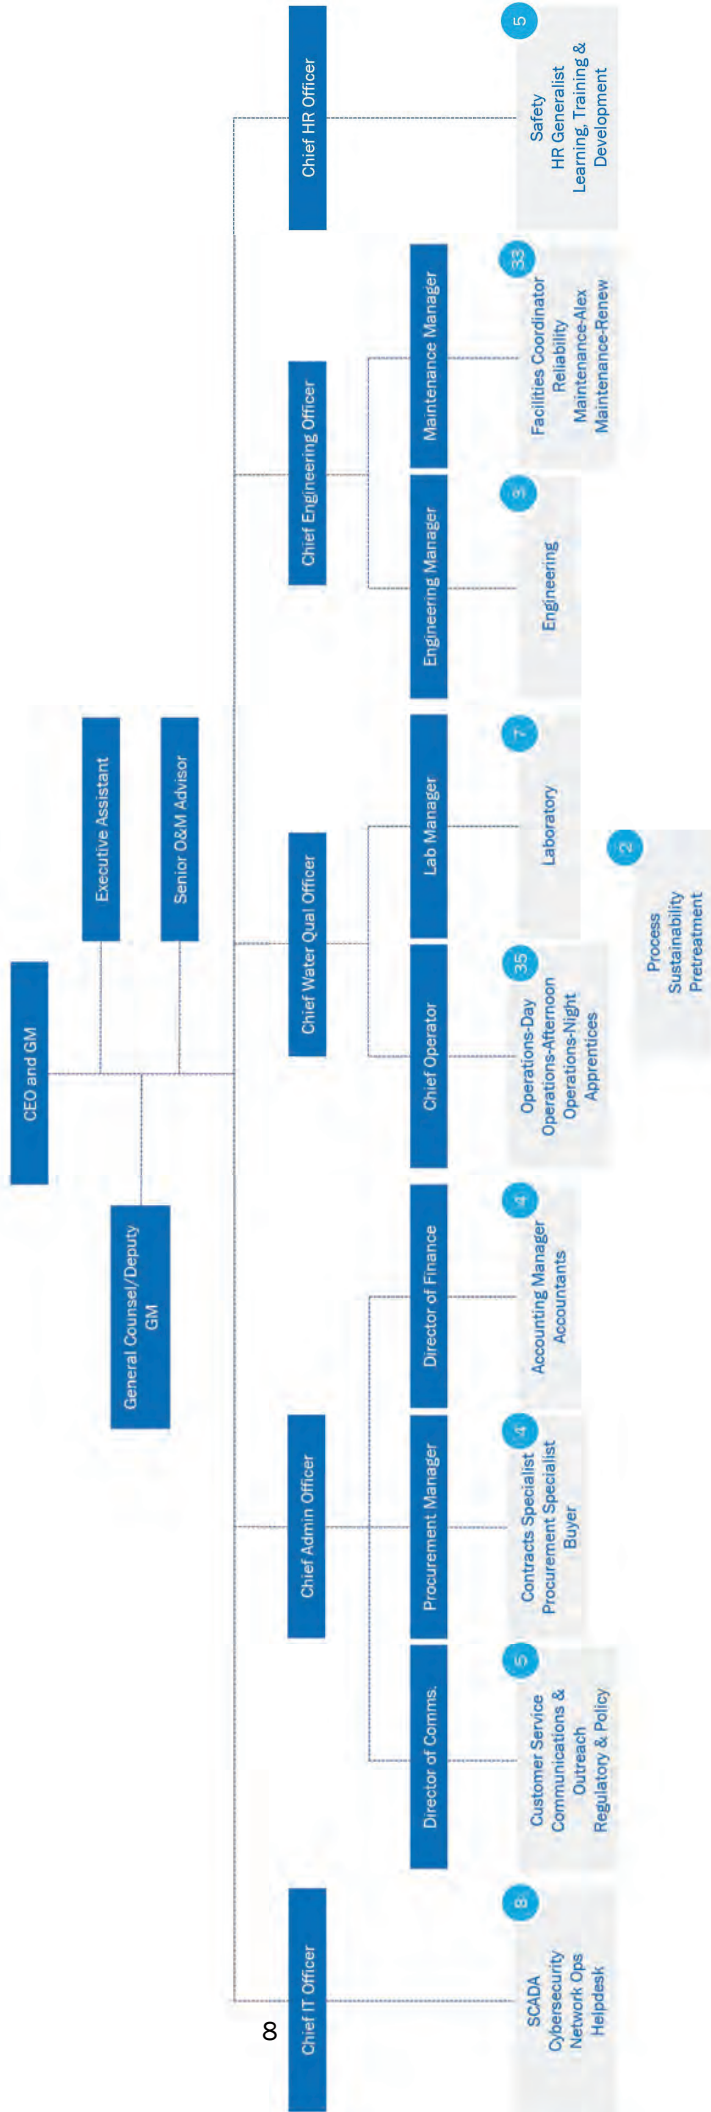 CEO and GM
Executive Assistant
General Counsel/Deputy
GM
Senior O&M Advisor
Chief IT Officer
Chief Admin Officer
Chief Water Qual Officer
Chief Engineering Officer
Chief HR Officer
Director of Comms.
Procurement Manager
Director of Finance
Chief Operator
Lab Manager
Engineering Manager
Maintenance Manager
8
SCADA
Cybersecurity
Network Ops
Helpdesk
5
Customer Service
Communications &
Outreach
Regulatory & Policy
4
Contracts Specialist
Procurement Specialist
Buyer
4
Accounting Manager
Accountants
35
Operations-Day
Operations-Afternoon
Operations-Night
Apprentices
7
Laboratory
Engineering
33
Facilities Coordinator
Reliability
Maintenance-Alex
Maintenance-Renew
5
Safety
HR Generalist
Learning, Training &
Development
2
Process
Sustainability
Pretreatment
8